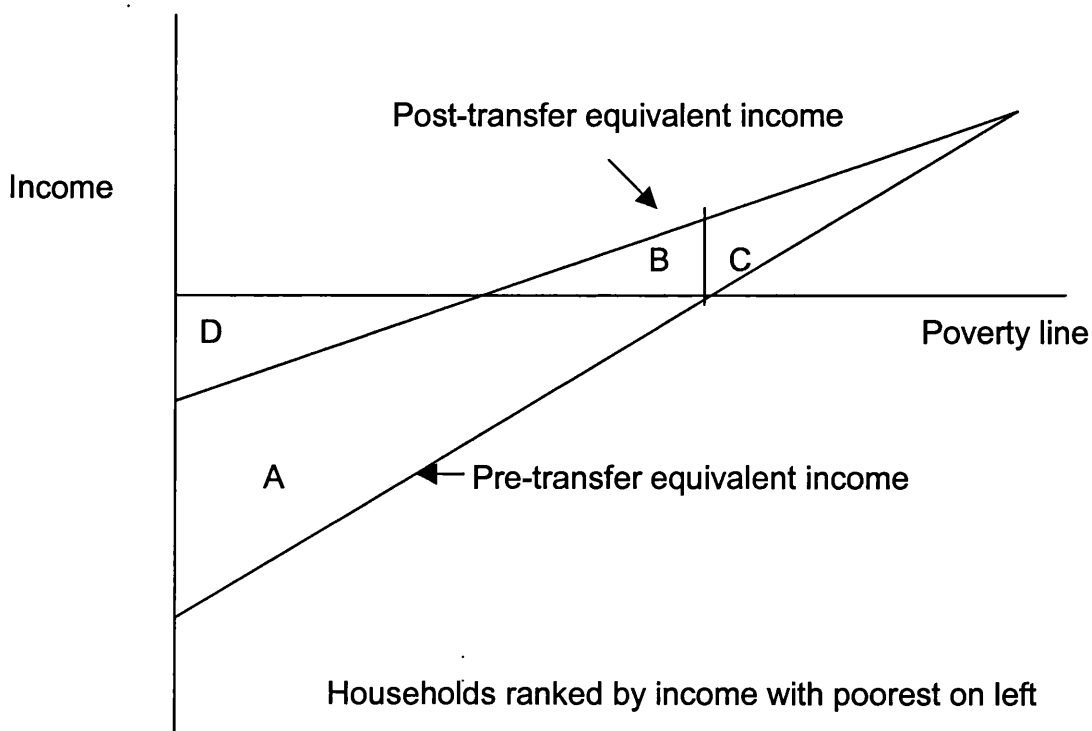 Post-transfer equivalent income
Income
B
C
D
Poverty line
A
Pre-transfer equivalent income
Households ranked by income with poorest on left